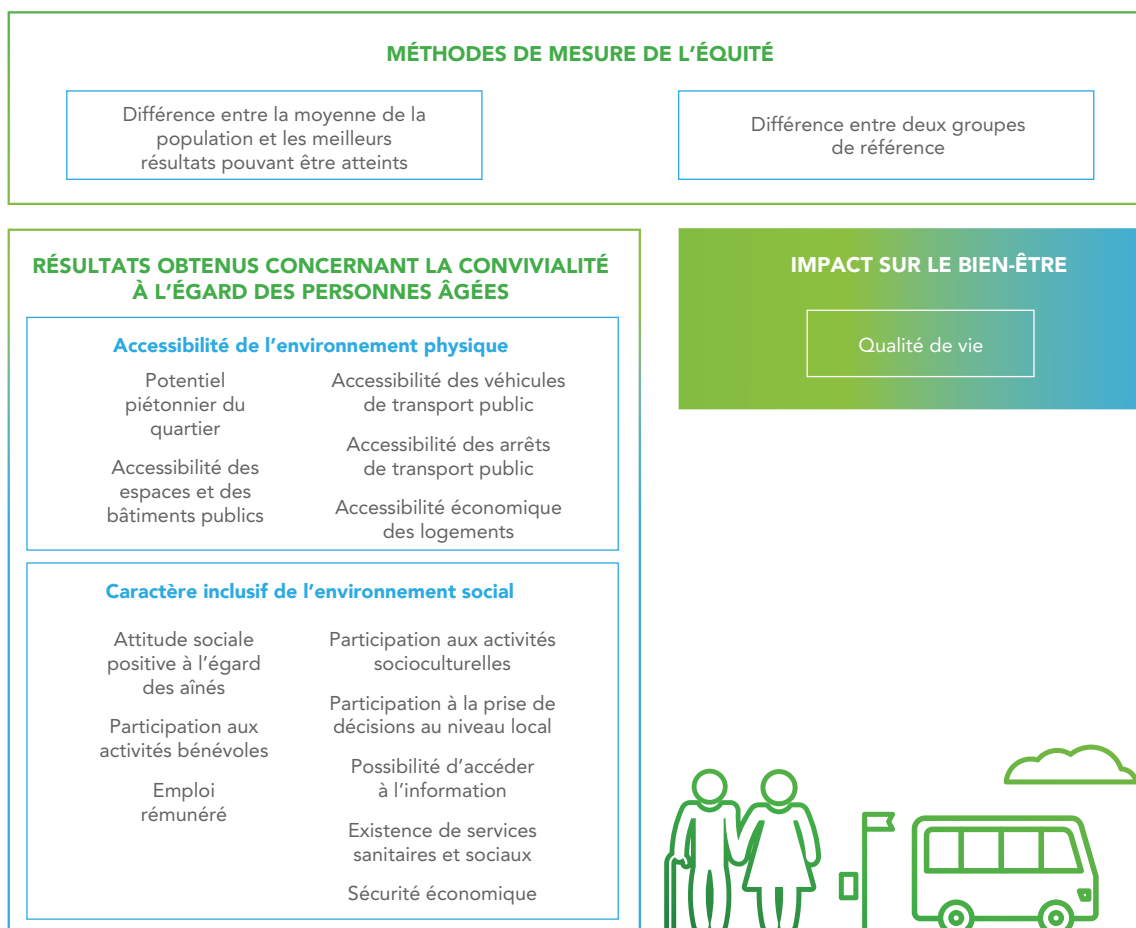 MÉTHODES DE MESURE DE L'ÉQUITÉ
Différence entre la moyenne de la
population et les meilleurs
résultats pouvant être atteints
Différence entre deux groupes
de référence
RÉSULTATS OBTENUS CONCERNANT LA CONVIVIALITÉ
À L'ÉGARD DES PERSONNES ÂGÉES
Accessibilité de l'environnement physique
Potentiel
piétonnier du
quartier
Accessibilité des
espaces et des
bâtiments publics
Accessibilité des véhicules
de transport public
Accessibilité des arrêts
de transport public
Accessibilité économique
des logements
Caractère inclusif de l'environnement social
Attitude sociale
positive à l'égard
des aînés
Participation aux
activités bénévoles
Emploi
rémunéré
Participation aux activités
socioculturelles
Participation à la prise de
décisions au niveau local
Possibilité d'accéder
à l'information
Existence de services
sanitaires et sociaux
Sécurité économique
IMPACT SUR LE BIEN-ÊTRE
Qualité de vie